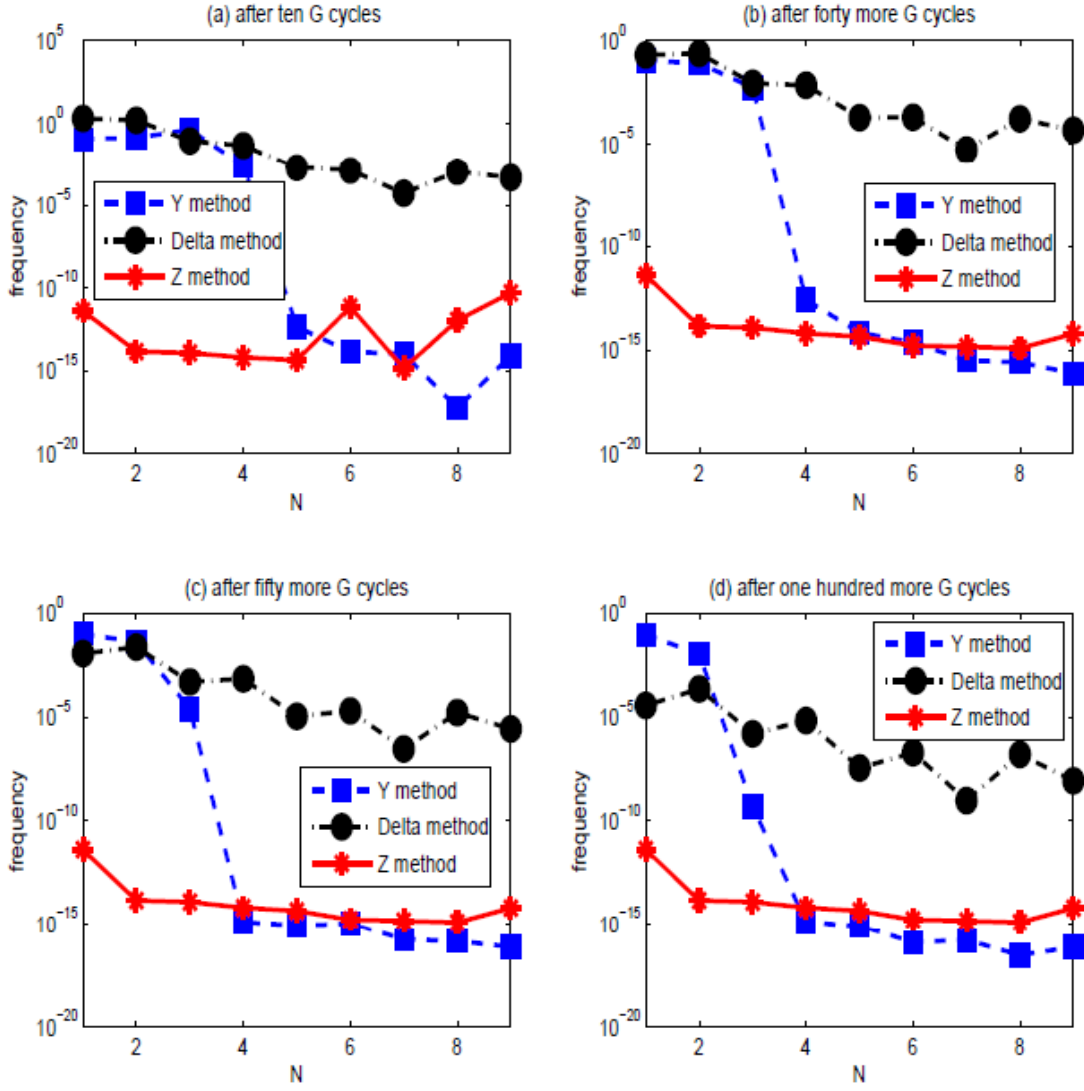 (a) after ten G cycles
10^5
10^0
10^-5
10^-10
10^-15
10^-20
frequency
Y method
Delta method
Z method
2 4 6 8
N
(b) after forty more G cycles
10^0
10^-5
10^-10
10^-15
10^-20
frequency
Y method
Delta method
Z method
2 4 6 8
N
(c) after fifty more G cycles
10^0
10^-5
10^-10
10^-15
10^-20
frequency
Y method
Delta method
Z method
2 4 6 8
N
(d) after one hundred more G cycles
10^0
10^-5
10^-10
10^-15
10^-20
frequency
Y method
Delta method
Z method
2 4 6 8
N